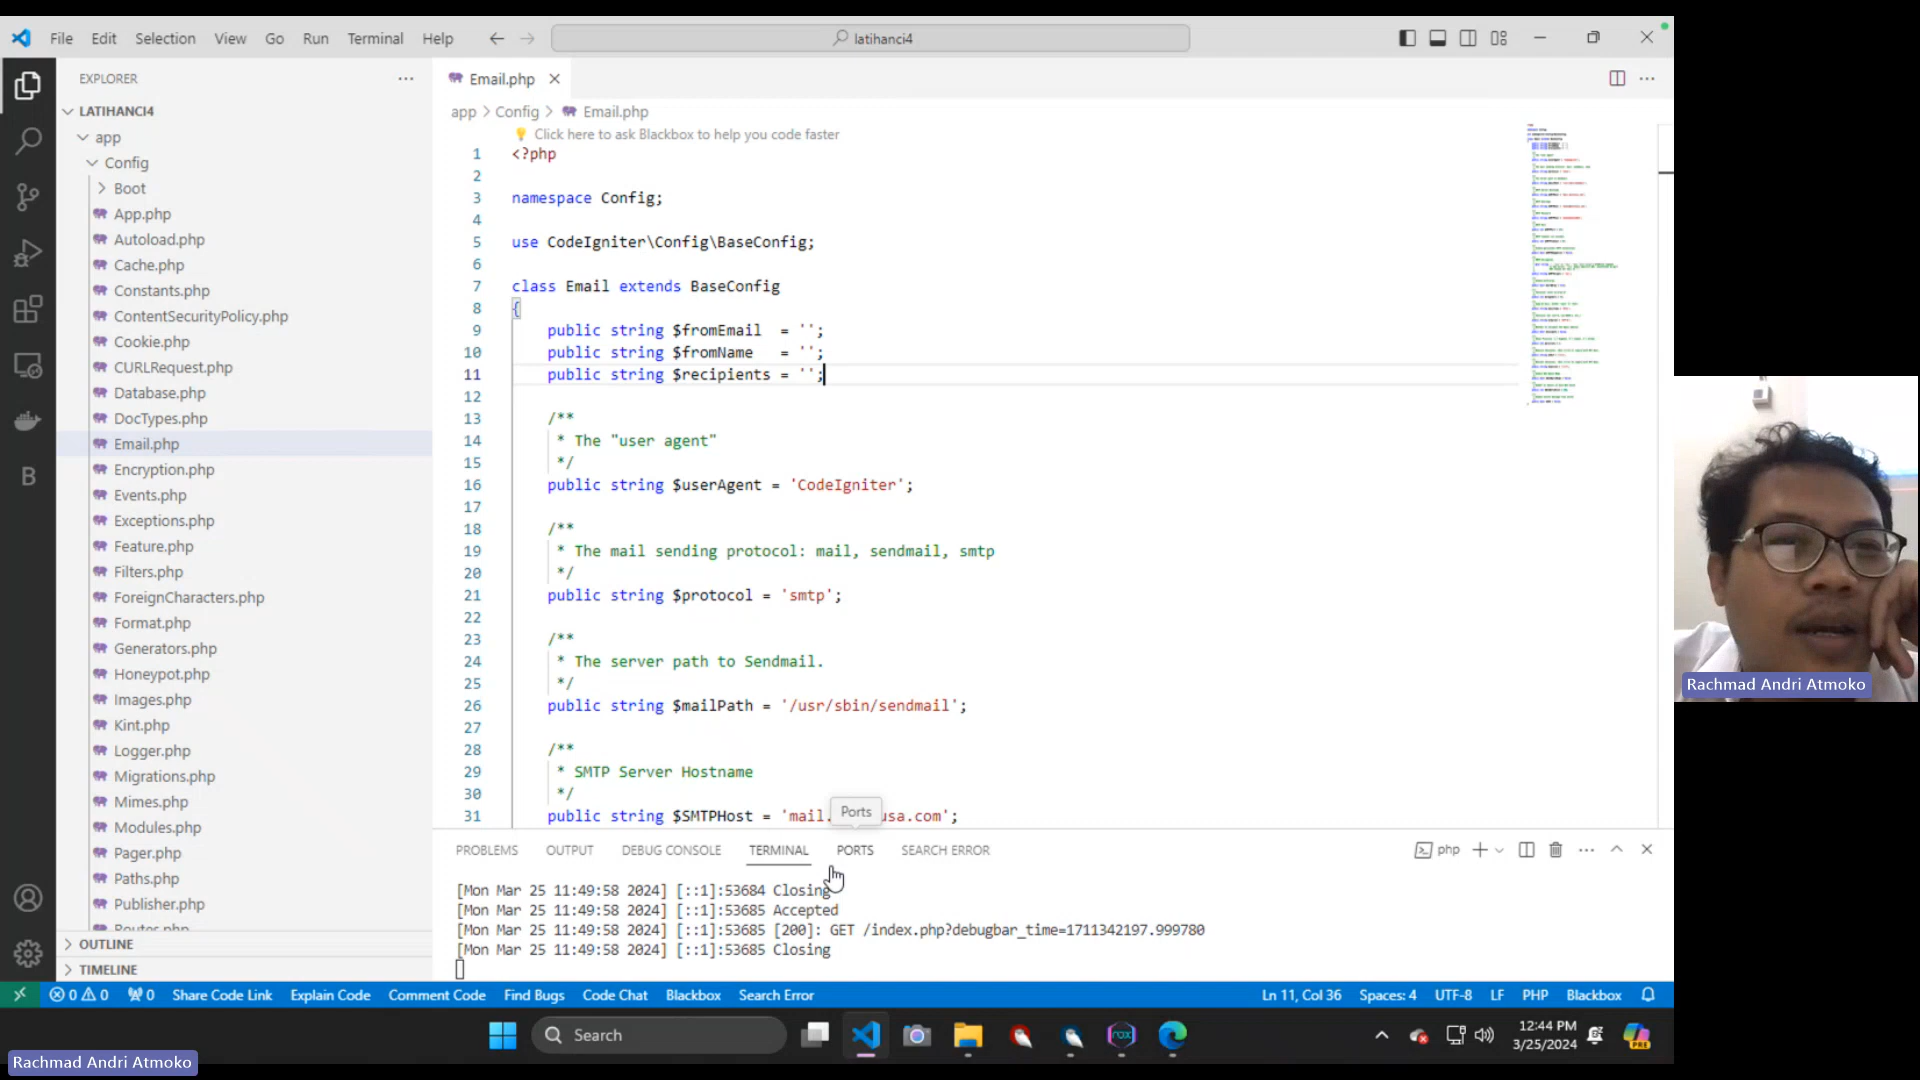 File Edit Selection View Go Run Terminal Help
latihanci4
EXPLORER
LATIHANCI4
app
Config
Boot
App.php
Autoload.php
Cache.php
Constants.php
ContentSecurityPolicy.php
Cookie.php
CURLRequest.php
Database.php
DocTypes.php
Email.php
Encryption.php
Events.php
Exceptions.php
Feature.php
Filters.php
ForeignCharacters.php
Format.php
Generators.php
Honeypot.php
Images.php
Kint.php
Logger.php
Migrations.php
Mimes.php
Modules.php
Pager.php
Paths.php
Publisher.php
Routes.php
OUTLINE
TIMELINE
Email.php
app > Config > Email.php
Click here to ask Blackbox to help you code faster
1 <?php
2
3 namespace Config;
4
5 use CodeIgniter\Config\BaseConfig;
6
7 class Email extends BaseConfig
8 {
9 public string $fromEmail = '';
10 public string $fromName = '';
11 public string $recipients = '';
12
13 /**
14 * The "user agent"
15 */
16 public string $userAgent = 'CodeIgniter';
17
18 /**
19 * The mail sending protocol: mail, sendmail, smtp
20 */
21 public string $protocol = 'smtp';
22
23 /**
24 * The server path to Sendmail.
25 */
26 public string $mailPath = '/usr/sbin/sendmail';
27
28 /**
29 * SMTP Server Hostname
30 */
31 public string $SMTPHost = 'mail. usa.com';
Ports
PROBLEMS OUTPUT DEBUG CONSOLE TERMINAL PORTS SEARCH ERROR
php
[Mon Mar 25 11:49:58 2024] [::1]:53684 Closing
[Mon Mar 25 11:49:58 2024] [::1]:53685 Accepted
[Mon Mar 25 11:49:58 2024] [::1]:53685 [200]: GET /index.php?debugbar_time=1711342197.999780
[Mon Mar 25 11:49:58 2024] [::1]:53685 Closing
0 0 0 Share Code Link Explain Code Comment Code Find Bugs Code Chat Blackbox Search Error
Ln 11, Col 36 Spaces: 4 UTF-8 LF PHP Blackbox
Search
12:44 PM
3/25/2024
PRE
Rachmad Andri Atmoko
Rachmad Andri Atmoko